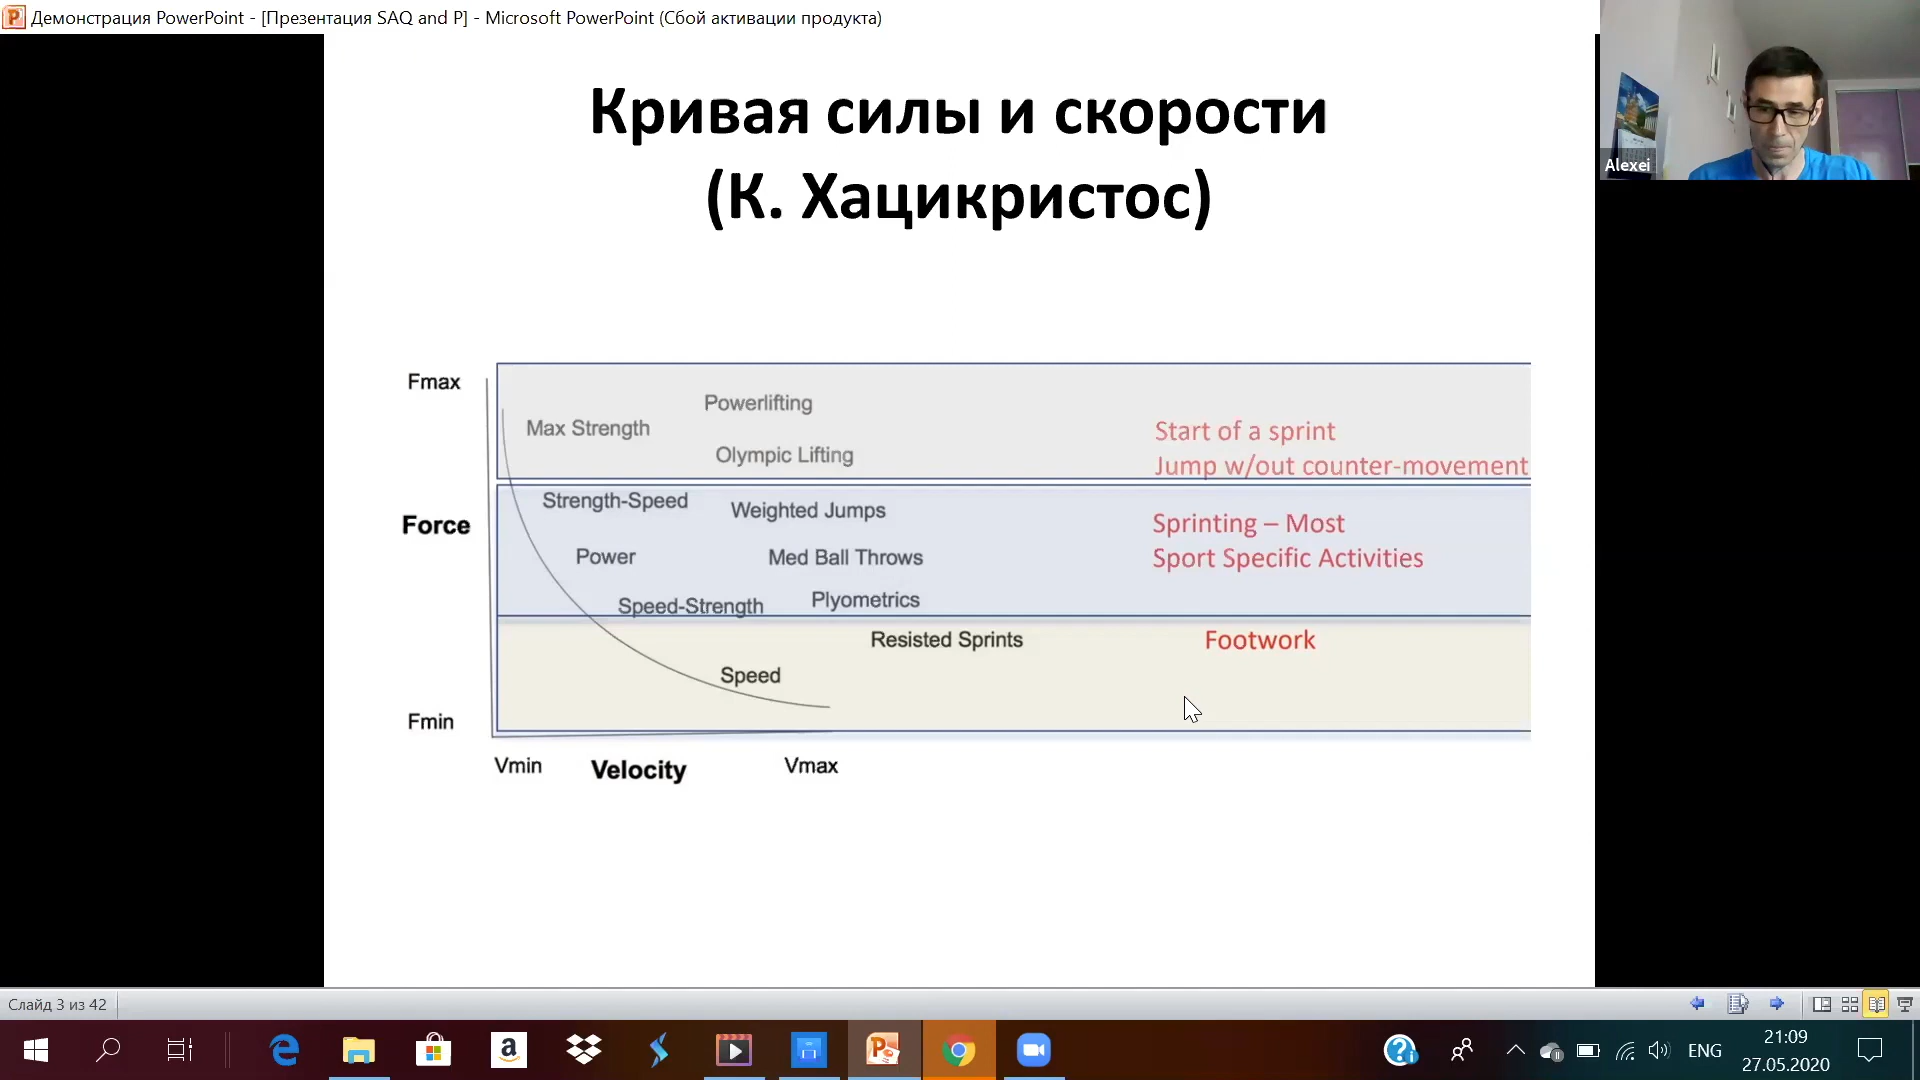 Демонстрация PowerPoint - [Презентация SAQ and P] - Microsoft PowerPoint (Сбой активации продукта)
Alexei
Кривая силы и скорости
(К. Хацикристос)
Fmax
Powerlifting
Max Strength
Olympic Lifting
Start of a sprint
Jump w/out counter-movement
Strength-Speed
Weighted Jumps
Force
Sprinting – Most
Power
Med Ball Throws
Sport Specific Activities
Speed-Strength
Plyometrics
Resisted Sprints
Footwork
Speed
Fmin
Vmin
Velocity
Vmax
Слайд 3 из 42
ENG
21:09
27.05.2020